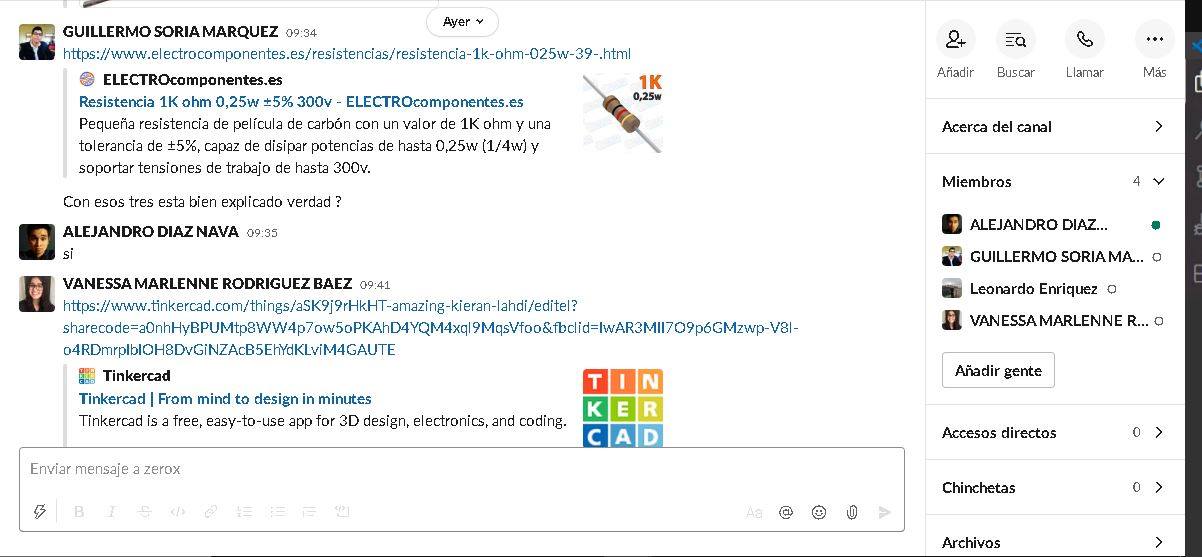 Ayer
GUILLERMO SORIA MARQUEZ 09:34
https://www.electrocomponentes.es/resistencias/resistencia-1k-ohm-025w-39-.html
ELECTROcomponentes.es
Resistencia 1K ohm 0,25w ±5% 300v - ELECTROcomponentes.es
Pequeña resistencia de película de carbón con un valor de 1K ohm y una
tolerancia de ±5%, capaz de disipar potencias de hasta 0,25w (1/4w) y
soportar tensiones de trabajo de hasta 300v.
1K
0,25w
Con esos tres esta bien explicado verdad ?
ALEJANDRO DIAZ NAVA 09:35
si
VANESSA MARLENNE RODRIGUEZ BAEZ 09:41
https://www.tinkercad.com/things/aSK9j9rHkHT-amazing-kieran-lahdi/editel?
sharecode=a0nhHyBPUMtp8WW4p7ow5oPKAhD4YQM4xql9MqsVfoo&fbclid=IwAR3MII7O9p6GMzwp-V8I-
o4RDmrpIbIOH8DvGiNZAcB5EhYdKLviM4GAUTE
Tinkercad
Tinkercad | From mind to design in minutes
Tinkercad is a free, easy-to-use app for 3D design, electronics, and coding.
TIN
KER
CAD
Enviar mensaje a zerox
B I S
Aa @
Añadir Buscar Llamar Más
Acerca del canal
Miembros 4
ALEJANDRO DIAZ...
GUILLERMO SORIA MA...
Leonardo Enriquez
VANESSA MARLENNE R...
Añadir gente
Accesos directos 0
Chinchetas 0
Archivos